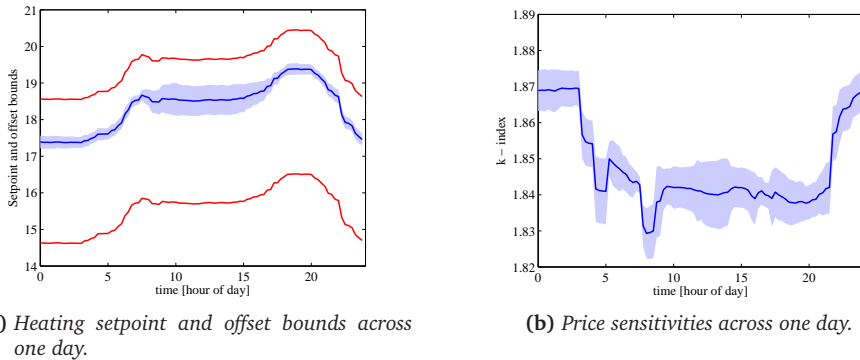 21
20
19
18
17
16
15
14
Setpoint and offset bounds
0 5 10 15 20
time [hour of day]
) Heating setpoint and offset bounds across
one day.
1.89
1.88
1.87
1.86
1.85
1.84
1.83
1.82
k − index
0 5 10 15 20
time [hour of day]
(b) Price sensitivities across one day.